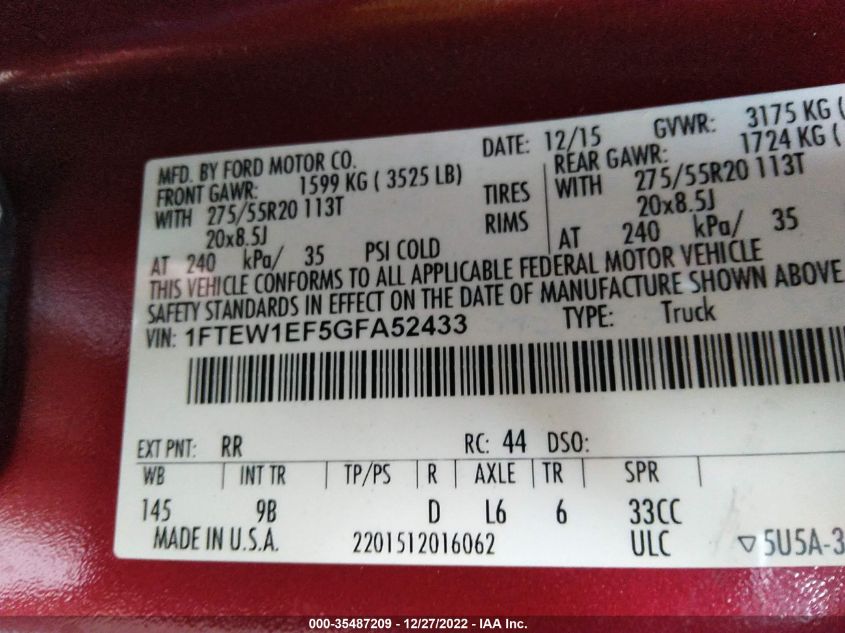 MFD. BY FORD MOTOR CO. DATE: 12/15 GVWR: 3175 KG (
FRONT GAWR: 1599 KG ( 3525 LB) REAR GAWR: 1724 KG (
WITH 275/55R20 113T TIRES WITH 275/55R20 113T
20x8.5J RIMS 20x8.5J
AT 240 kPa/ 35 PSI COLD AT 240 kPa/ 35
THIS VEHICLE CONFORMS TO ALL APPLICABLE FEDERAL MOTOR VEHICLE
SAFETY STANDARDS IN EFFECT ON THE DATE OF MANUFACTURE SHOWN ABOVE.
VIN: 1FTEW1EF5GFA52433 TYPE: Truck
EXT PNT: RR RC: 44 DSO:
WB INT TR TP/PS R AXLE TR SPR
145 9B D L6 6 33CC
MADE IN U.S.A. 2201512016062 ULC ▽5U5A-3
000-35487209 - 12/27/2022 - IAA Inc.